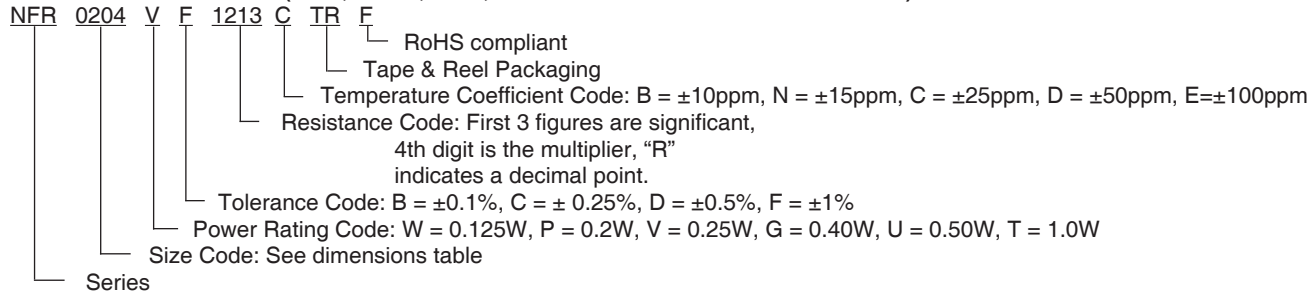 NFR 0204 V F 1213 C TR F
RoHS compliant
Tape & Reel Packaging
Temperature Coefficient Code: B = ±10ppm, N = ±15ppm, C = ±25ppm, D = ±50ppm, E=±100ppm
Resistance Code: First 3 figures are significant,
4th digit is the multiplier, “R”
indicates a decimal point.
Tolerance Code: B = ±0.1%, C = ± 0.25%, D = ±0.5%, F = ±1%
Power Rating Code: W = 0.125W, P = 0.2W, V = 0.25W, G = 0.40W, U = 0.50W, T = 1.0W
Size Code: See dimensions table
Series